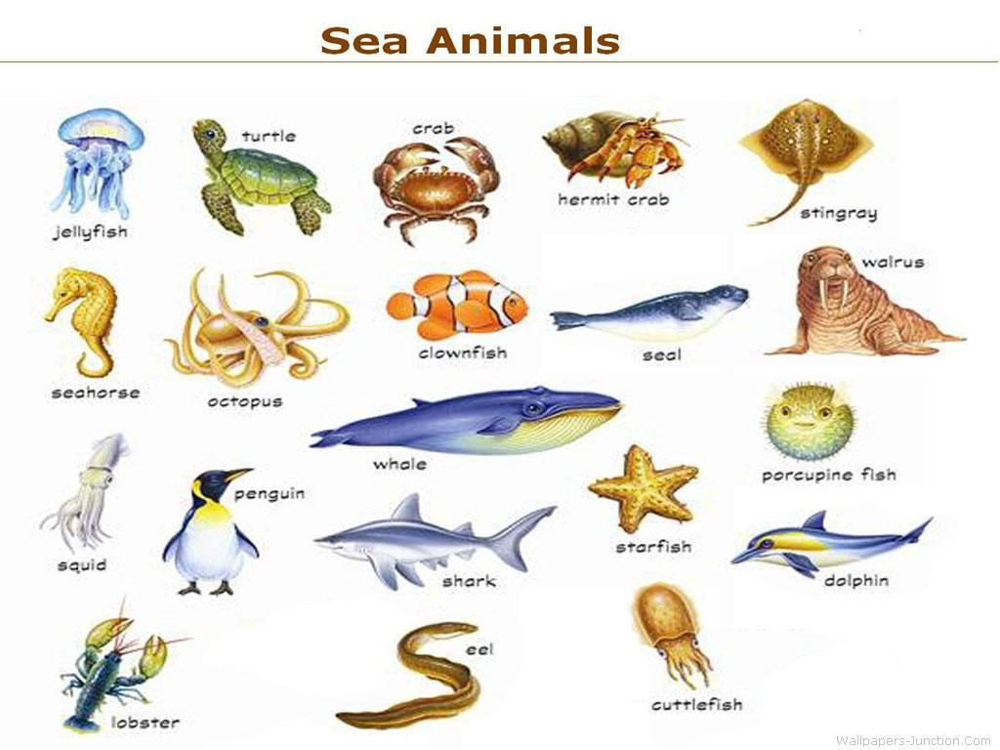 Sea Animals
jellyfish
turtle
crab
hermit crab
stingray
seahorse
octopus
clownfish
seal
walrus
whale
porcupine fish
squid
penguin
shark
starfish
dolphin
lobster
eel
cuttlefish
Wallpapers-Junction.Com